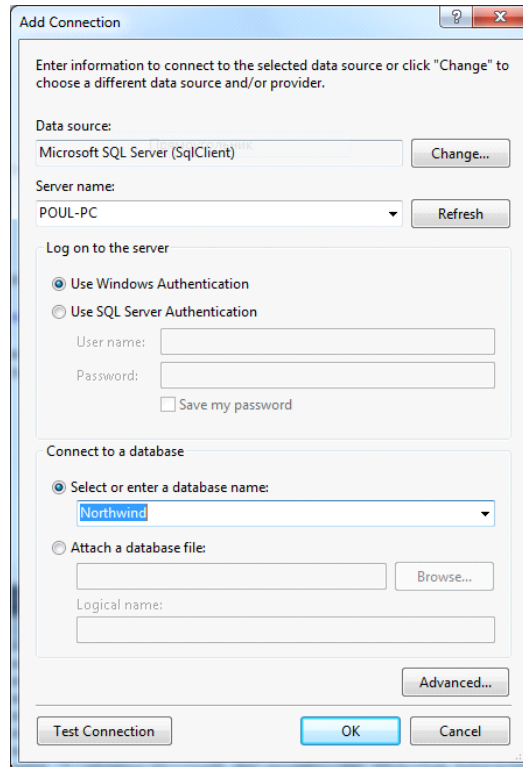 Add Connection
Enter information to connect to the selected data source or click "Change" to
choose a different data source and/or provider.
Data source:
Microsoft SQL Server (SqlClient)
Change...
Server name:
POUL-PC
Refresh
Log on to the server
Use Windows Authentication
Use SQL Server Authentication
User name:
Password:
Save my password
Connect to a database
Select or enter a database name:
Northwind
Attach a database file:
Browse...
Logical name:
Advanced...
Test Connection
OK
Cancel